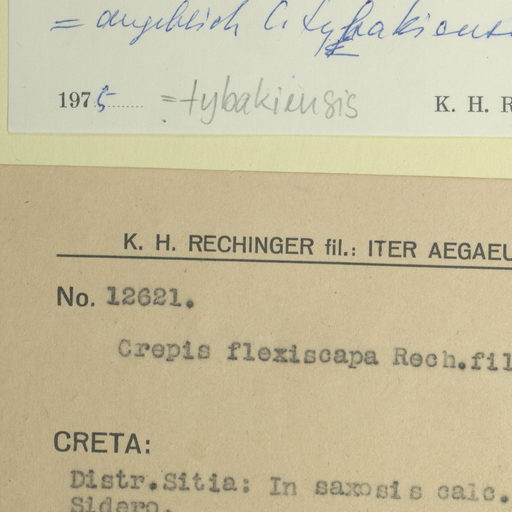 = angeblich C. tybakiensi
1975 = tybakiensis K. H. R
K. H. RECHINGER fil.: ITER AEGAEU
No. 12621.
Crepis flexiscapa Rech.fil
CRETA:
Distr.Sitia: In saxosis calc.
Sidero.